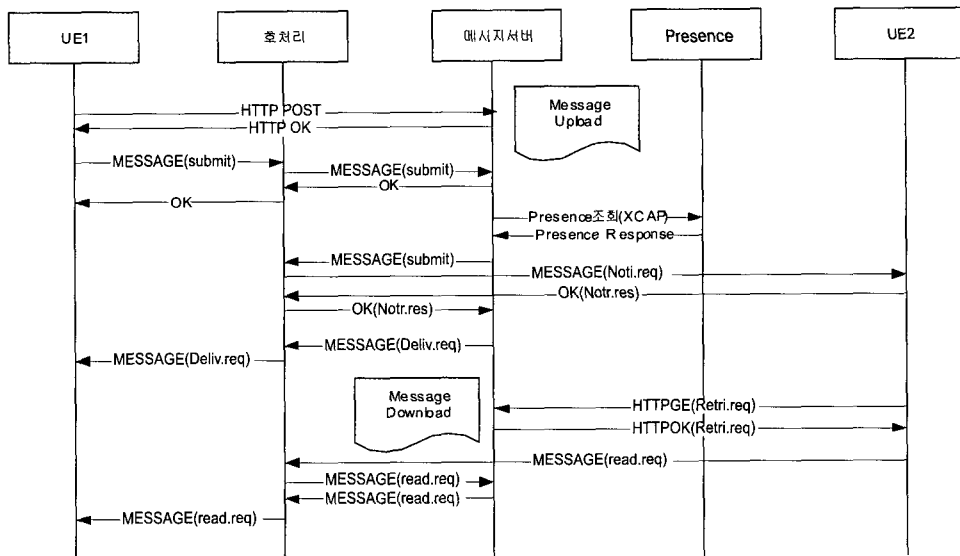 UE1
호처리
메시지서버
Presence
UE2
HTTP POST
Message
Upload
HTTP OK
MESSAGE(submit)
MESSAGE(submit)
OK
OK
Presence조회(XCAP)
Presence Response
MESSAGE(submit)
MESSAGE(Noti.req)
OK(Notr.res)
OK(Notr.res)
MESSAGE(Deliv.req)
MESSAGE(Deliv.req)
Message
Download
HTTPGE(Retri.req)
HTTPOK(Retri.req)
MESSAGE(read.req)
MESSAGE(read.req)
MESSAGE(read.req)
MESSAGE(read.req)